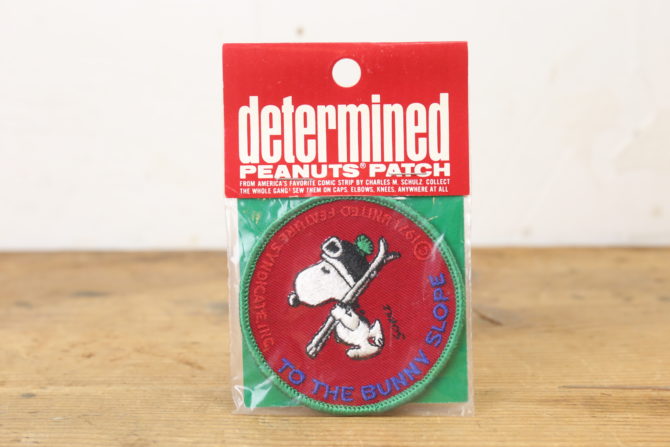 determined
PEANUTS® PATCH
FROM AMERICA'S FAVORITE COMIC STRIP BY CHARLES M. SCHULZ COLLECT
THE WHOLE GANG! SEW THEM ON CAPS, ELBOWS, KNEES, ANYWHERE AT ALL
©1971 UNITED FEATURE SYNDICATE INC.
TO THE BUNNY SLOPE